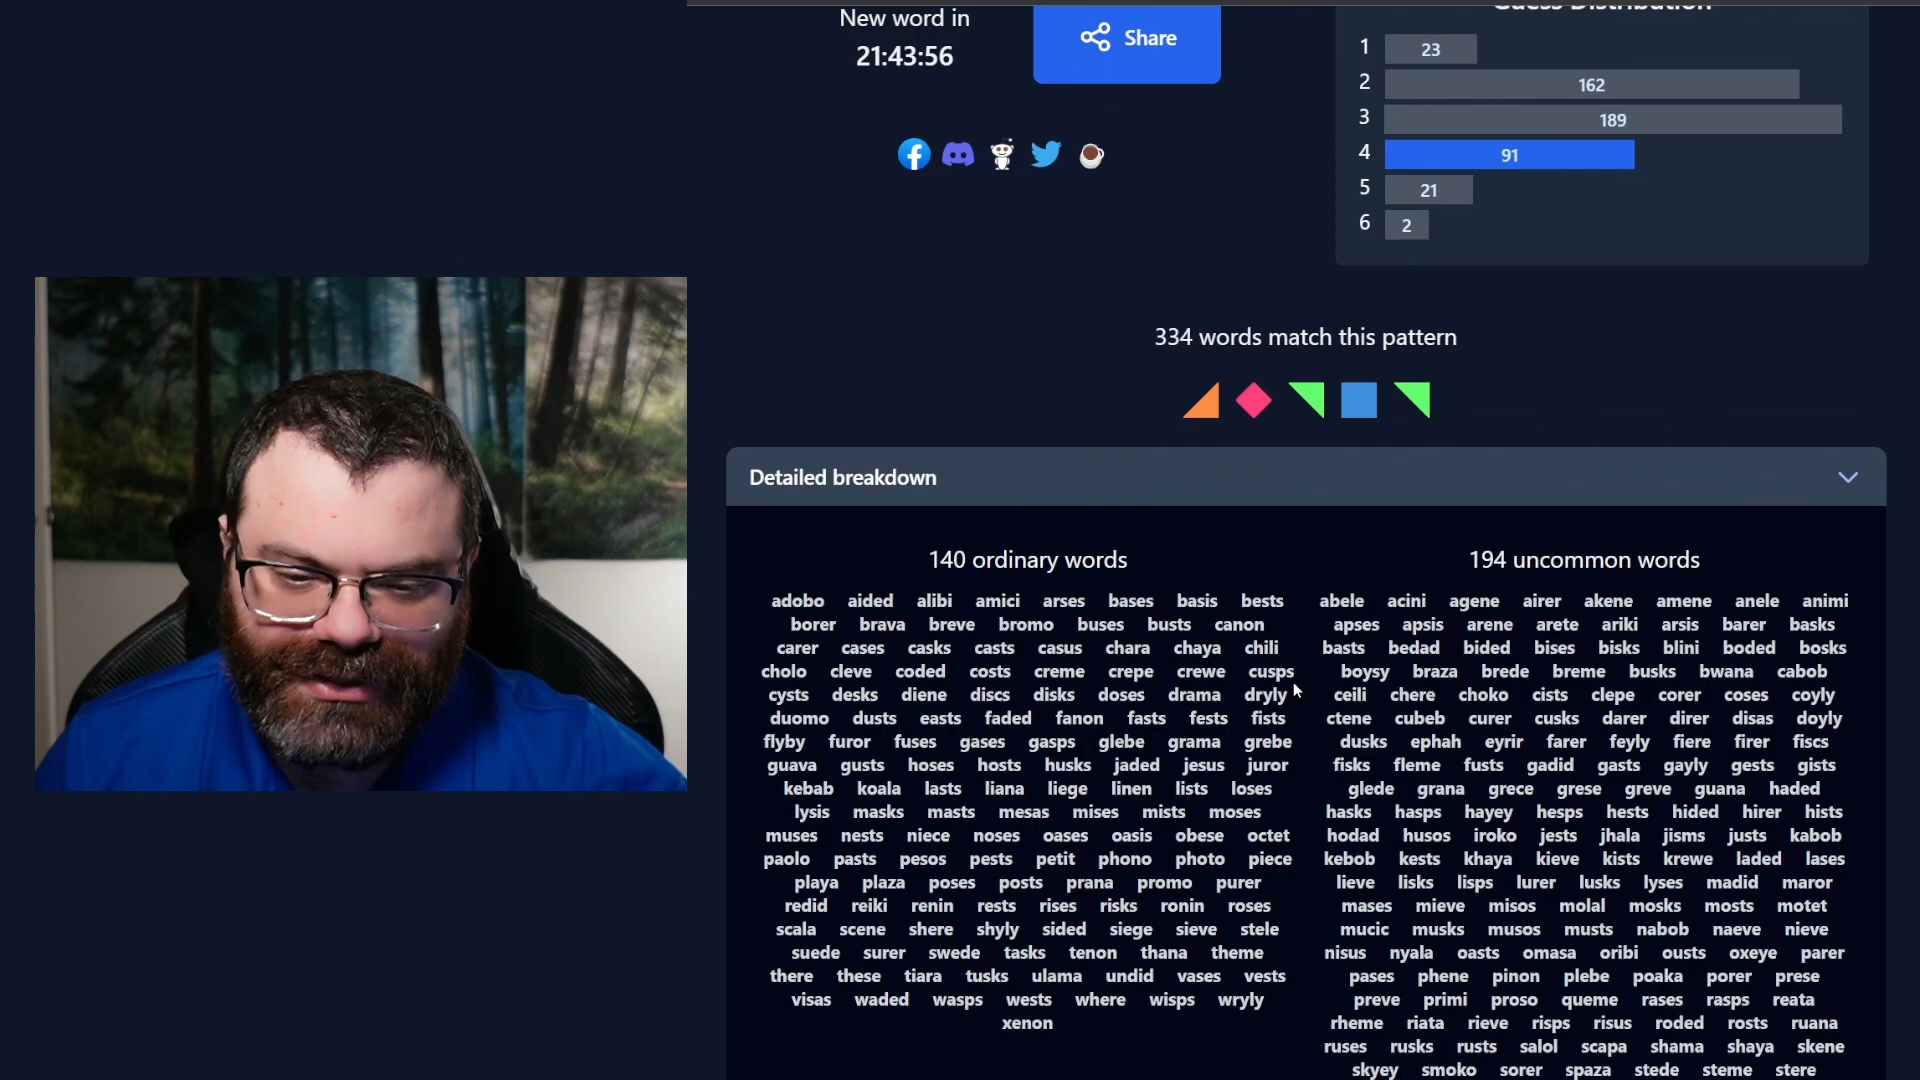 Guess Distribution
New word in
21:43:56
Share
1 23
2 162
3 189
4 91
5 21
6 2
334 words match this pattern
Detailed breakdown
140 ordinary words
adobo aided alibi amici arses bases basis bests
borer brava breve bromo buses busts canon
carer cases casks casts casus chara chaya chili
cholo cleve coded costs creme crepe crewe cusps
cysts desks diene discs disks doses drama dryly
duomo dusts easts faded fanon fasts fests fists
flyby furor fuses gases gasps glebe grama grebe
guava gusts hoses hosts husks jaded jesus juror
kebab koala lasts liana liege linen lists loses
lysis masks masts mesas mises mists moses
muses nests niece noses oases oasis obese octet
paolo pasts pesos pests petit phono photo piece
playa plaza poses posts prana promo purer
redid reiki renin rests rises risks ronin roses
scala scene shere shyly sided siege sieve stele
suede surer swede tasks tenon thana theme
there these tiara tusks ulama undid vases vests
visas waded wasps wests where wisps wryly
xenon
194 uncommon words
abele acini agene airer akene amene anele animi
apses apsis arene arete ariki arsis barer basks
basts bedad bided bises bisks blini boded bosks
boysy braza brede breme busks bwana cabob
ceili chere choko cists clepe corer coses coyly
ctene cubeb curer cusks darer direr disas doyly
dusks ephah eyrir farer feyly fiere firer fiscs
fisks fleme fusts gadid gasts gayly gests gists
glede grana grece grese greve guana haded
hasks hasps hayey hesps hests hided hirer hists
hodad husos iroko jests jhala jisms justs kabob
kebob kests khaya kieve kists krewe laded lases
lieve lisks lisps lurer lusks lyses madid maror
mases mieve misos molal mosks mosts motet
mucic musks musos musts nabob naeve nieve
nisus nyala oasts omasa oribi ousts oxeye parer
pases phene pinon plebe poaka porer prese
preve primi proso queme rases rasps reata
rheme riata rieve risps risus roded rosts ruana
ruses rusks rusts salol scapa shama shaya skene
skyey smoko sorer spaza stede steme stere